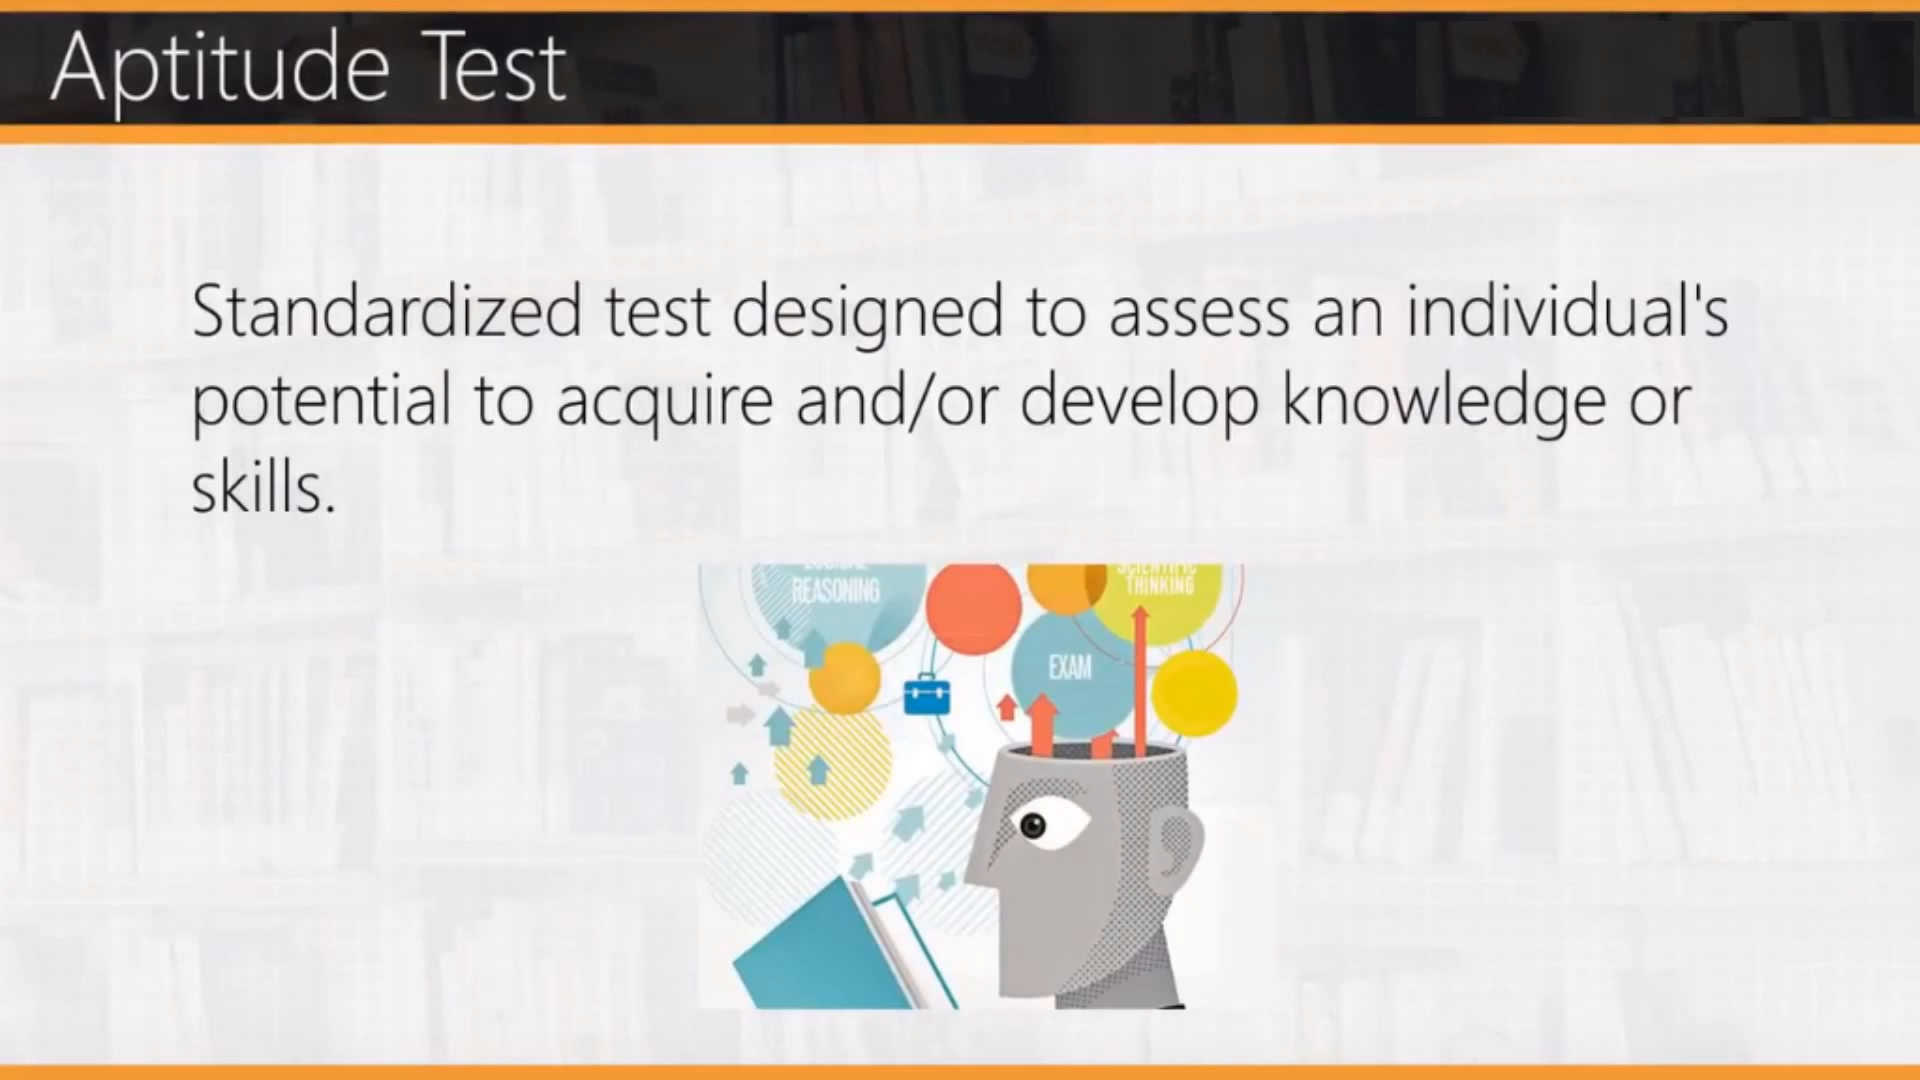 Aptitude Test
Standardized test designed to assess an individual's
potential to acquire and/or develop knowledge or
skills.
REASONING
SCIENTIFIC
THINKING
EXAM